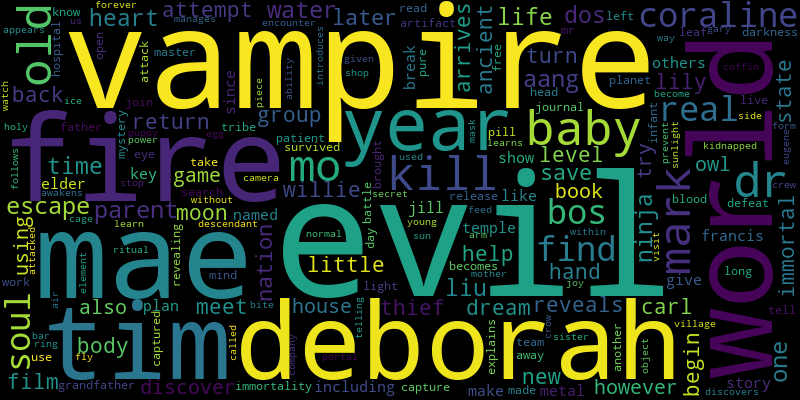 know
us
forever
attempt
water
later
life
dos
read
artifact
left
coraline
appears
manages
encounter
heart
hospital
old
vampire
open
master
attack
introduces
given
shop
ability
piece
arrives
ancient
break
pure
free
mr
way
leaf
gary
darkness
turn
aang
head
planet
others
lily
state
coffin
become
watch
back
ice
since
group
fire
year
baby
journal
hope
real
live
side
form
holy
father
join
puppy
egg
mystery
return
tribe
patient
mask
pill
learns
infant
prevent
sunlight
eugene
world
time
key
power
eye
take
survived
mo
brought
kill
show
level
try
owl
dr
follows
elder
game
camera
willie
used
release
like
save
book
kidnapped
mark
blood
defeat
immortal
crew
escape
awakens
stop
search
without
moon
named
descendant
secret
evil
jill
young
temple
bos
find
within
ninja
francis
long
parent
cage
learn
nation
normal
day
battle
sun
arm
help
hand
visit
give
tell
using
attacked
mae
revealing
ritual
mind
little
feed
becomes
liu
mother
joy
work
air
element
plan
meet
house
light
telling
thief
dream
reveals
carl
village
soul
also
bar
ring
tim
captured
called
bite
deborah
crow
explains
team
away
sister
another
object
begin
one
use
fly
body
company
portal
new
however
story
film
grandfather
discover
immortality
including
capture
make
made
metal
discovers